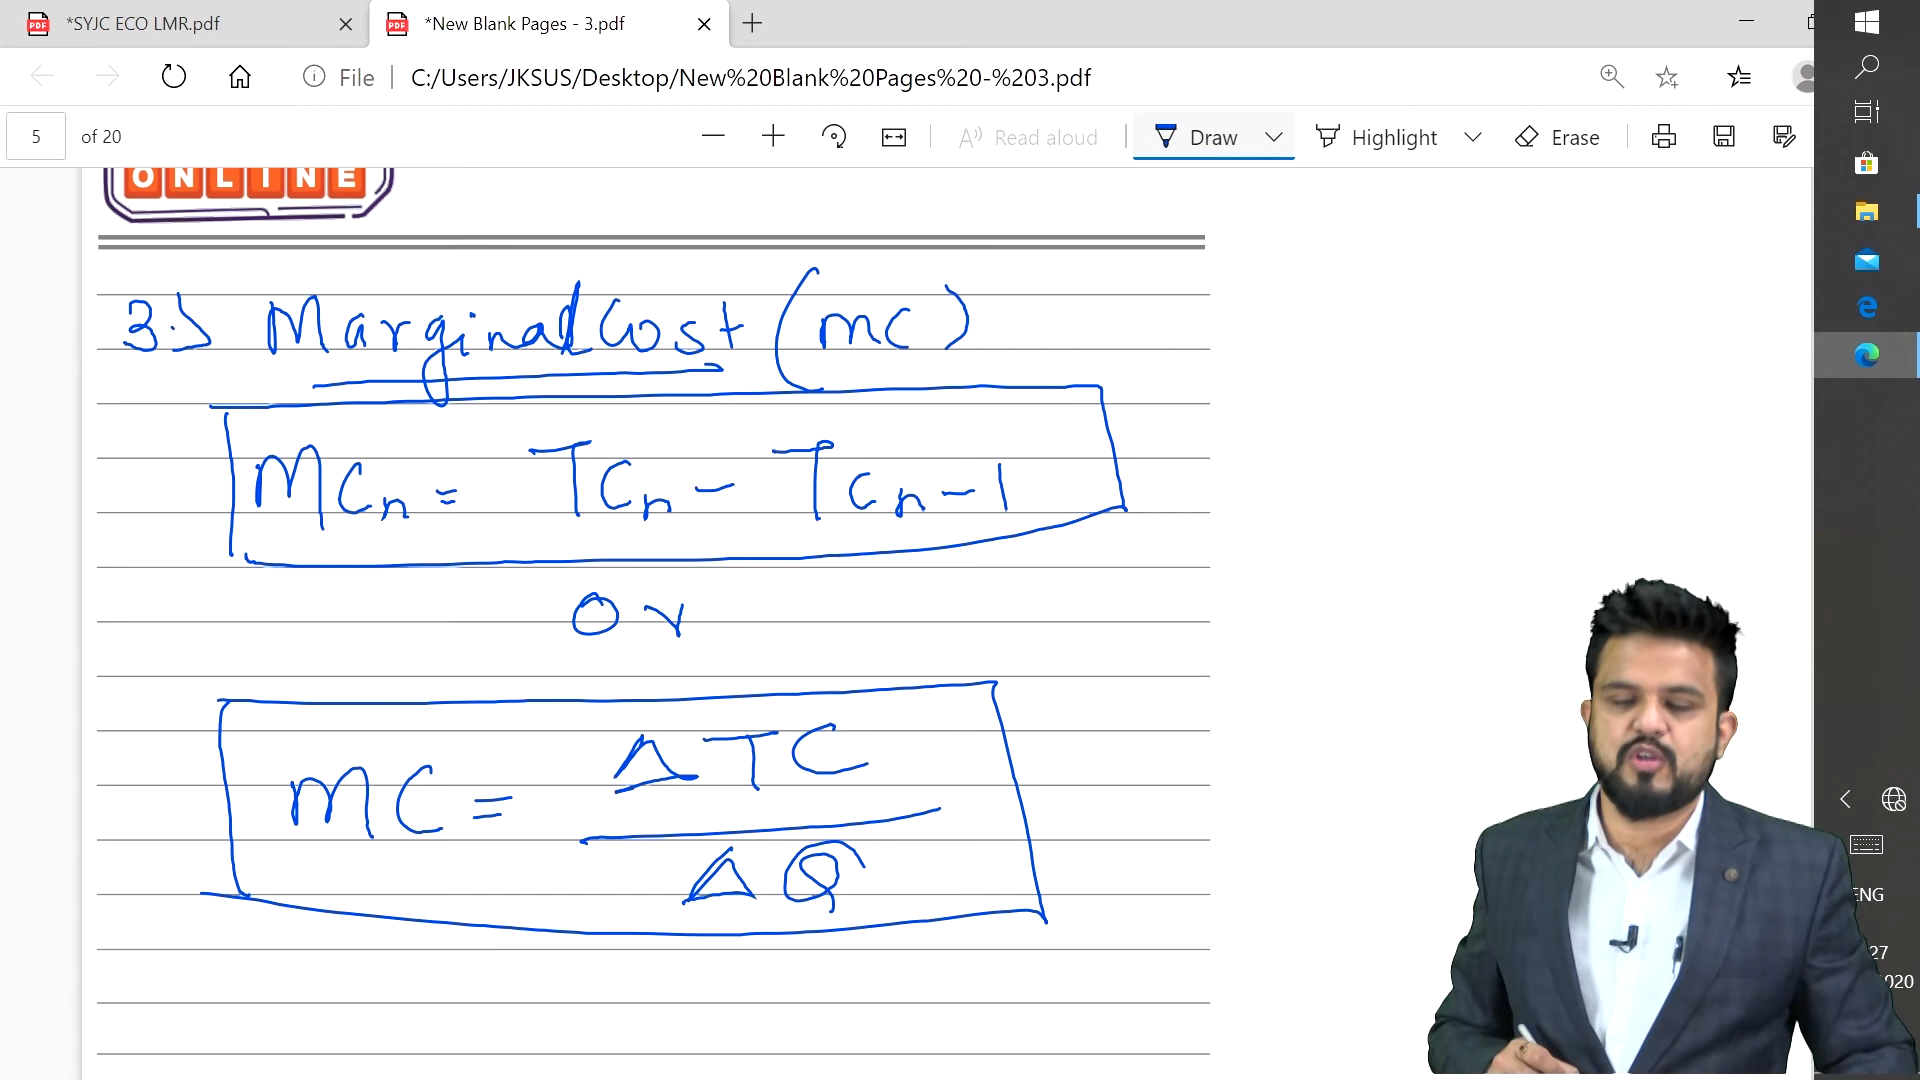 *SYJC ECO LMR.pdf
*New Blank Pages - 3.pdf
File
C:/Users/JKSUS/Desktop/New%20Blank%20Pages%20-%203.pdf
5 of 20
Read aloud
Draw
Highlight
Erase
ONLINE
3.) Marginal Cost (mc)
MCn = TCn - TCn-1
Or
MC = ΔTC
ΔQ
ENG
27
020